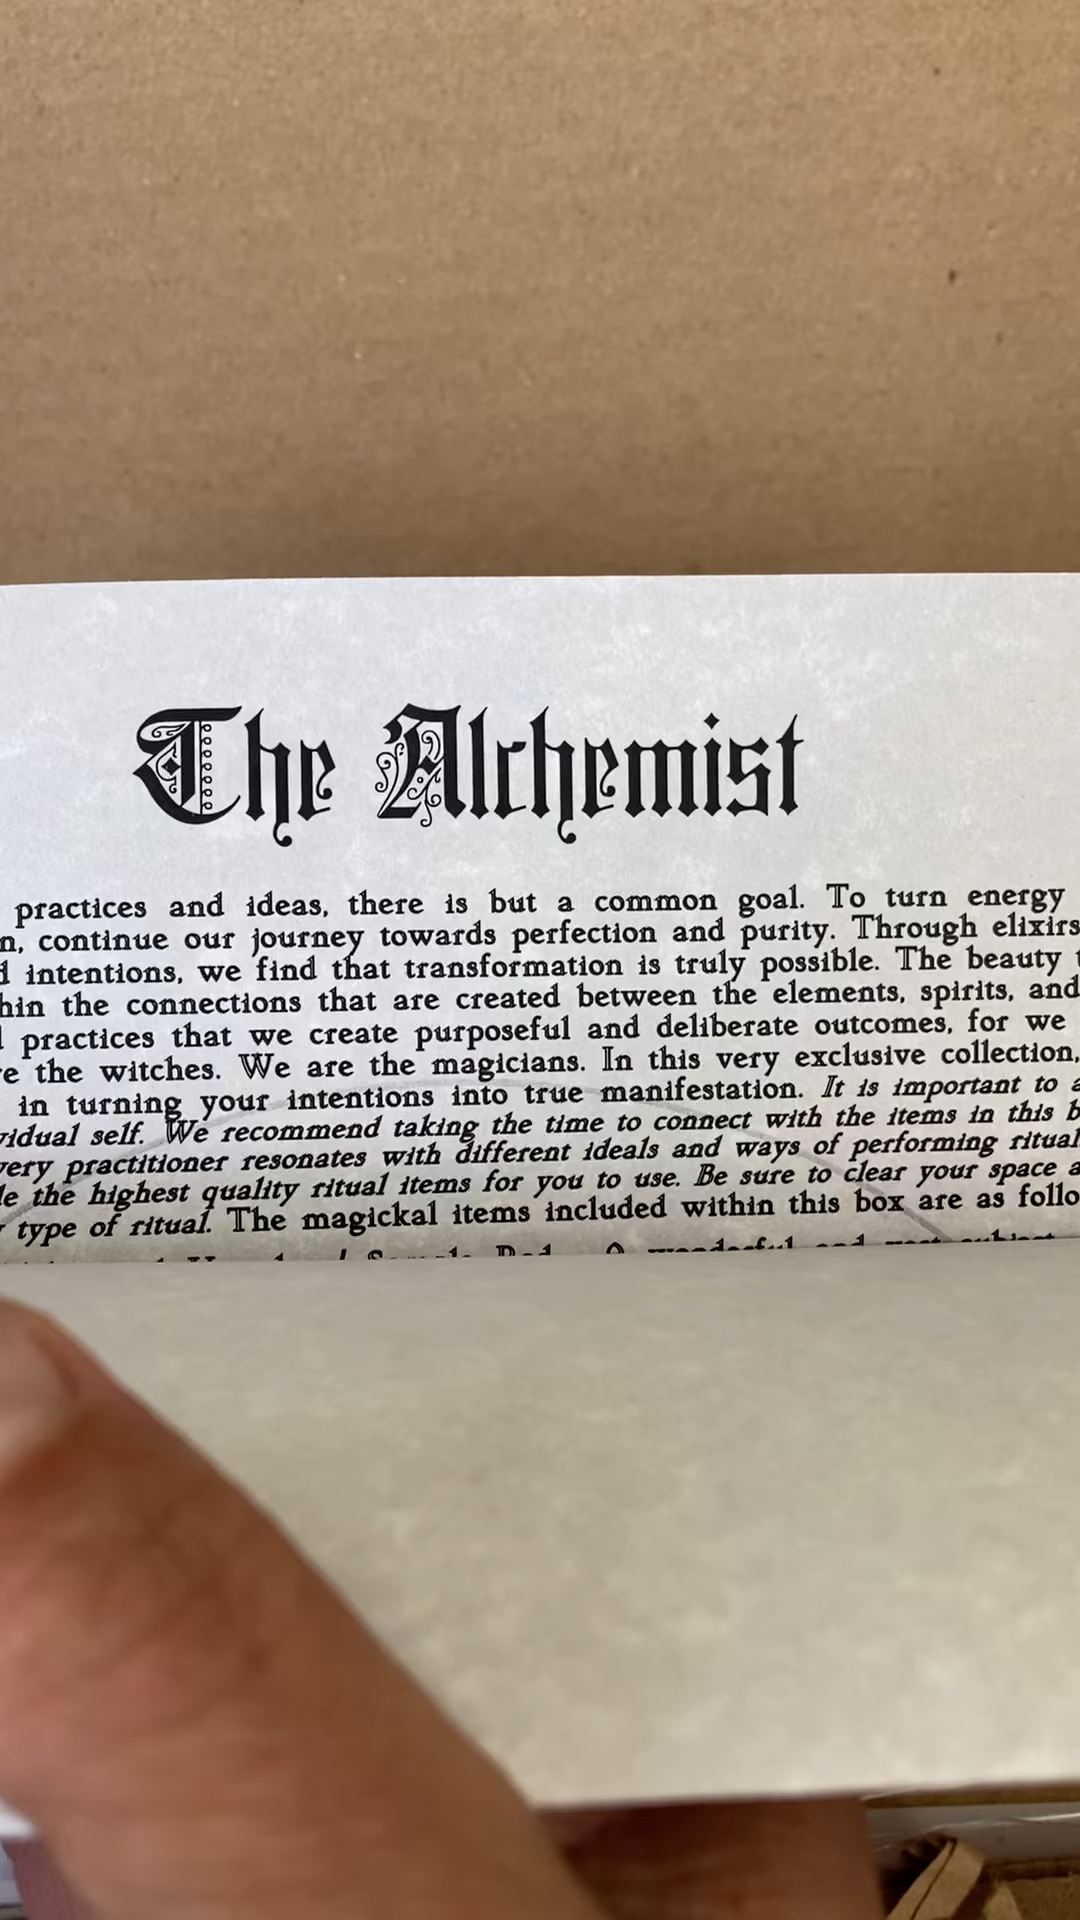 The Alchemist
practices and ideas, there is but a common goal. To turn energy
continue our journey towards perfection and purity. Through elixirs
intentions, we find that transformation is truly possible. The beauty
the connections that are created between the elements, spirits, and
practices that we create purposeful and deliberate outcomes, for we
the witches. We are the magicians. In this very exclusive collection,
in turning your intentions into true manifestation. It is important to
self. We recommend taking the time to connect with the items in this
practitioner resonates with different ideals and ways of performing ritual
the highest quality ritual items for you to use. Be sure to clear your space
type of ritual. The magickal items included within this box are as